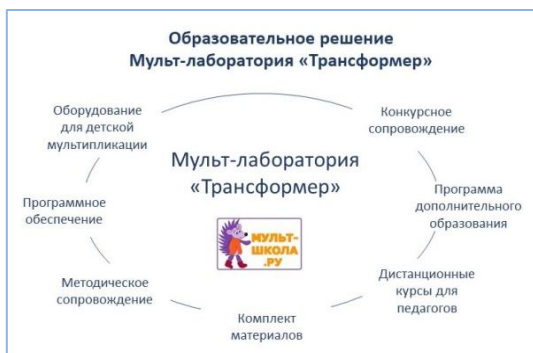 Образовательное решение
Мульт-лаборатория «Трансформер»
Оборудование
для детской
мультипликации
Конкурсное
сопровождение
Мульт-лаборатория
«Трансформер»
Программное
обеспечение
Программа
дополнительного
образования
МУЛЬТ-
ШКОЛА
.РУ
Методическое
сопровождение
Дистанционные
курсы для
педагогов
Комплект
материалов